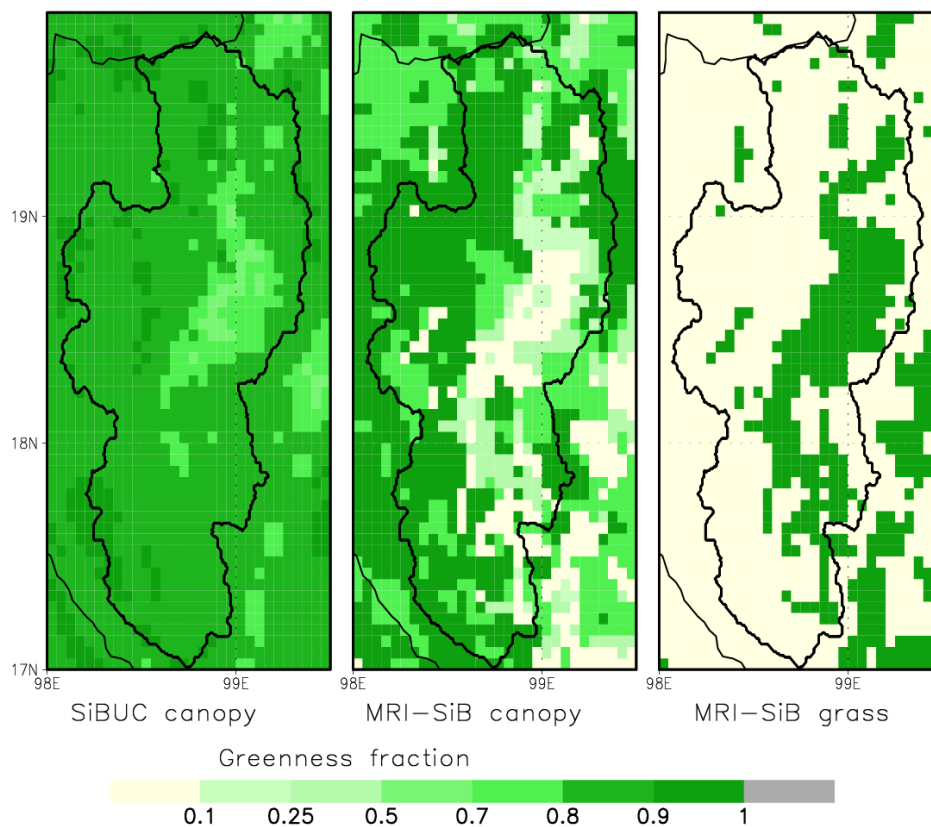 19N
18N
17N
98E 99E 98E 99E 98E 99E
SiBUC canopy MRI-SiB canopy MRI-SiB grass
Greenness fraction
0.1 0.25 0.5 0.7 0.8 0.9 1